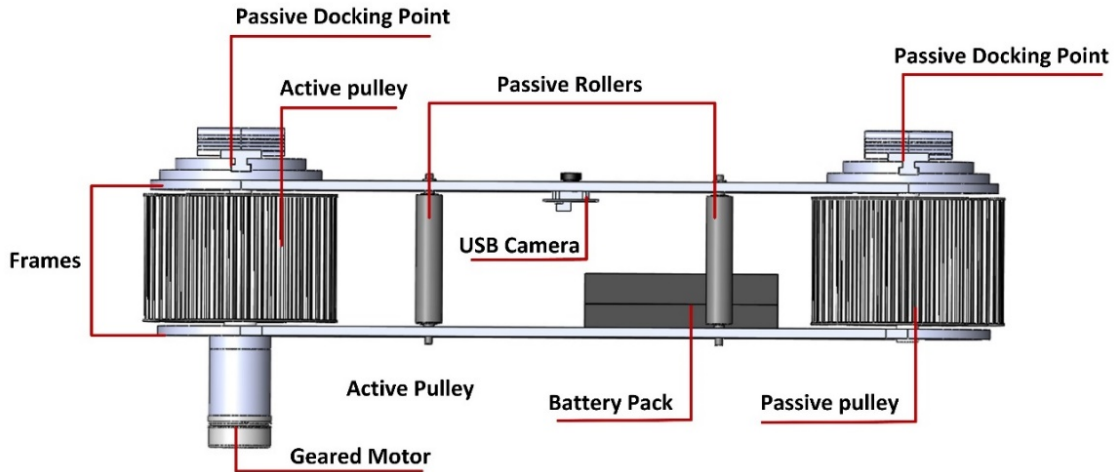 Passive Docking Point
Passive Docking Point
Active pulley
Passive Rollers
USB Camera
Frames
Active Pulley
Battery Pack
Passive pulley
Geared Motor